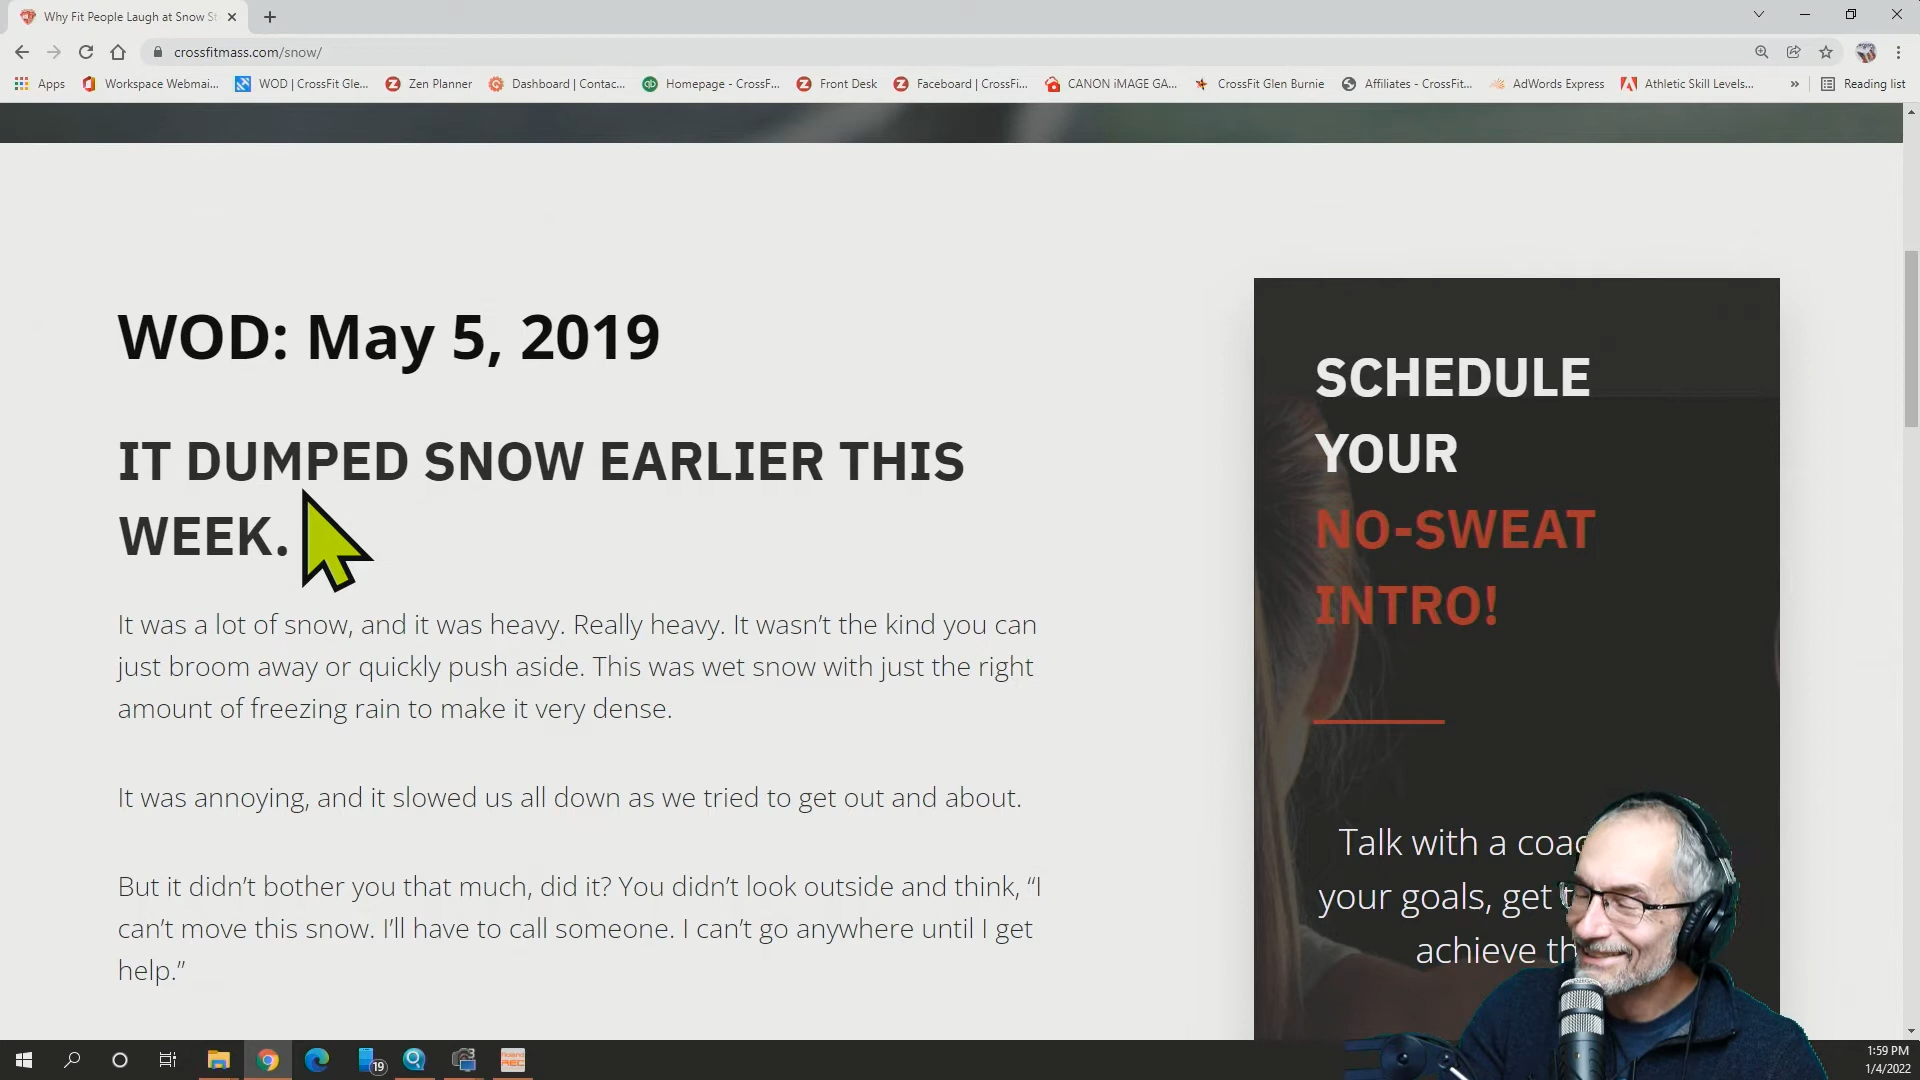 Why Fit People Laugh at Snow St
crossfitmass.com/snow/
Apps
Workspace Webmai...
WOD | CrossFit Gle...
Zen Planner
Dashboard | Contac...
Homepage - CrossF...
Front Desk
Faceboard | CrossFi...
CANON iMAGE GA...
CrossFit Glen Burnie
Affiliates - CrossFit...
AdWords Express
Athletic Skill Levels...
»
Reading list
WOD: May 5, 2019
IT DUMPED SNOW EARLIER THIS
WEEK.
It was a lot of snow, and it was heavy. Really heavy. It wasn’t the kind you can
just broom away or quickly push aside. This was wet snow with just the right
amount of freezing rain to make it very dense.
It was annoying, and it slowed us all down as we tried to get out and about.
But it didn’t bother you that much, did it? You didn’t look outside and think, “I
can’t move this snow. I’ll have to call someone. I can’t go anywhere until I get
help.”
SCHEDULE
YOUR
NO-SWEAT
INTRO!
Talk with a coac
your goals, get t
achieve th
19
3
Roland
REC
1:59 PM
1/4/2022